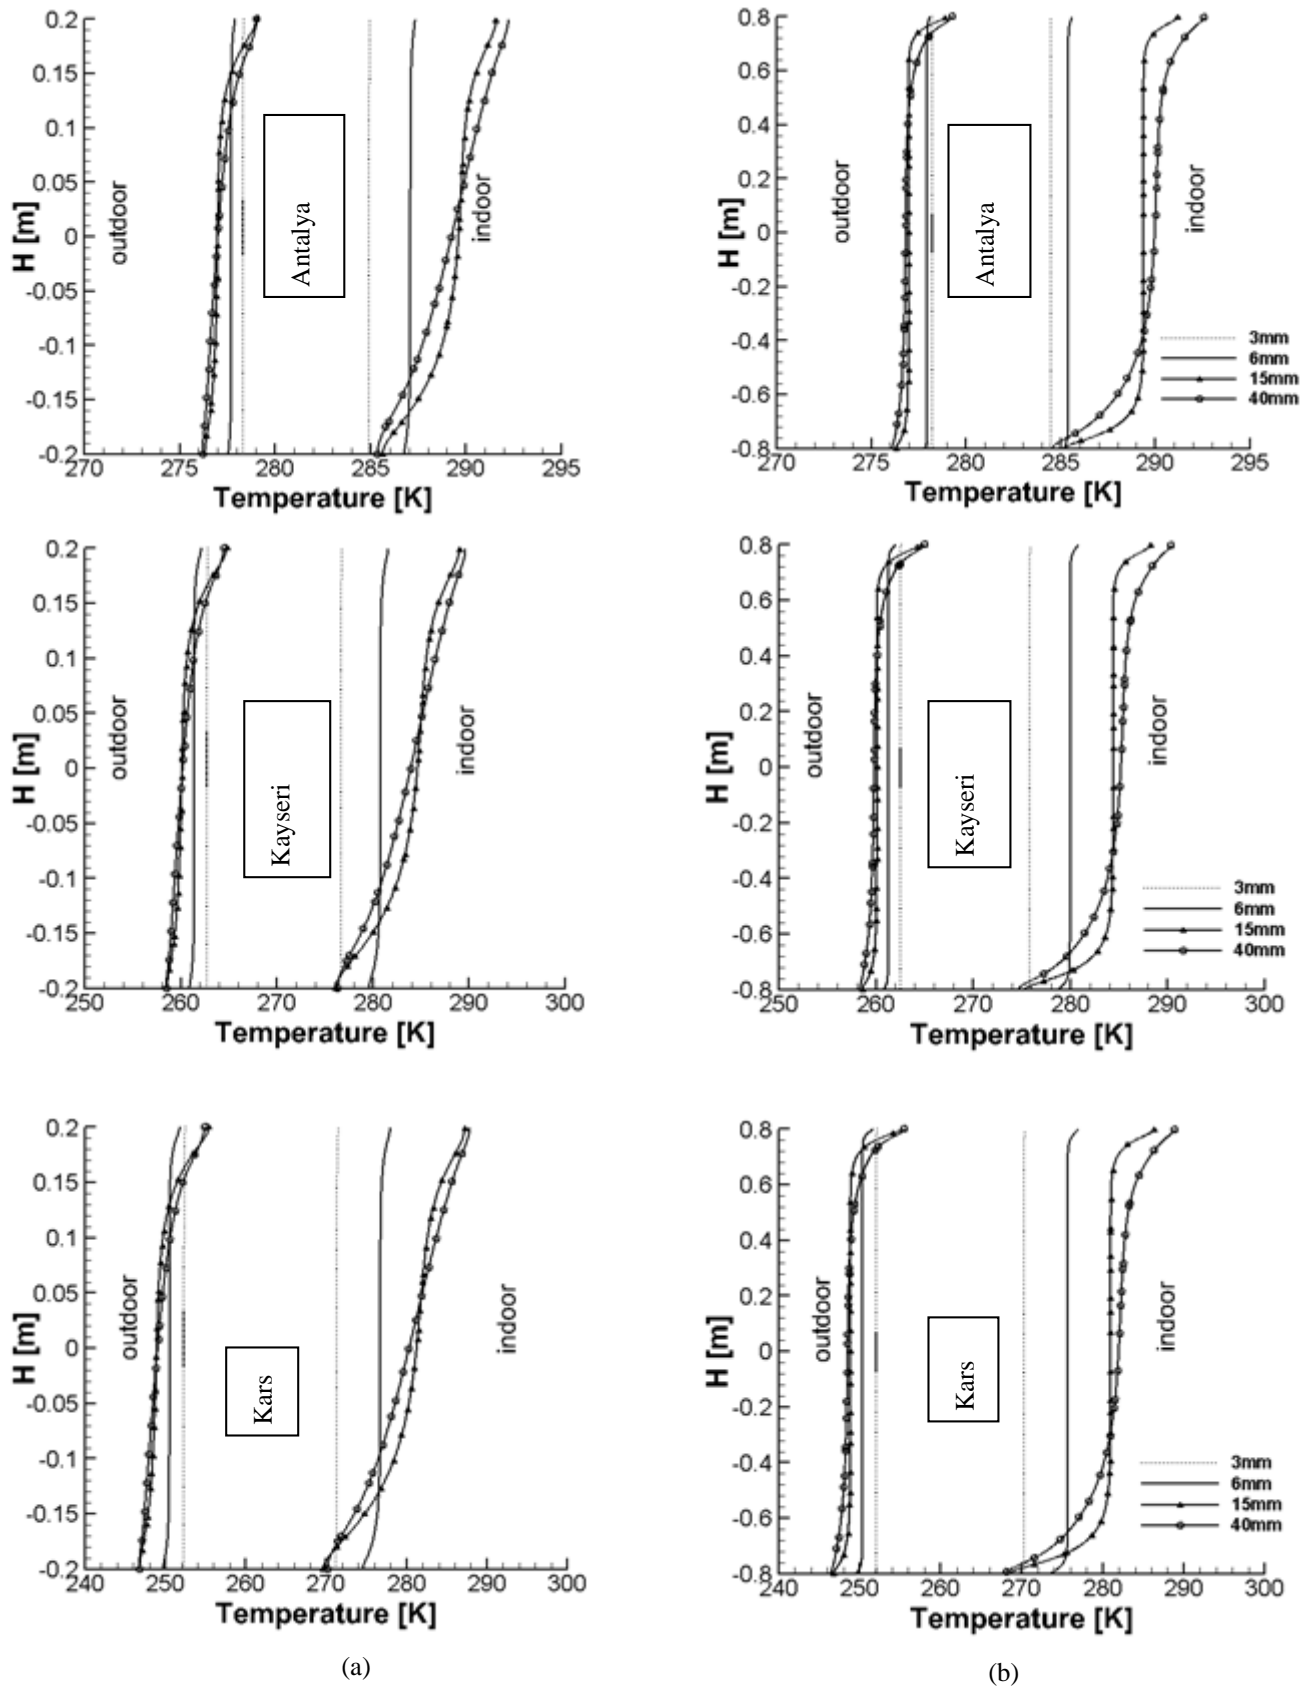 0.2
0.15
0.1
0.05
0
-0.05
-0.1
-0.15
-0.2
H [m]
outdoor
Antalya
indoor
270 275 280 285 290 295
Temperature [K]
0.8
0.6
0.4
0.2
0
-0.2
-0.4
-0.6
-0.8
H [m]
outdoor
Antalya
indoor
3mm
6mm
15mm
40mm
270 275 280 285 290 295
Temperature [K]
0.2
0.15
0.1
0.05
0
-0.05
-0.1
-0.15
-0.2
H [m]
outdoor
Kayseri
indoor
250 260 270 280 290 300
Temperature [K]
0.8
0.6
0.4
0.2
0
-0.2
-0.4
-0.6
-0.8
H [m]
outdoor
Kayseri
indoor
3mm
6mm
15mm
40mm
250 260 270 280 290 300
Temperature [K]
0.2
0.15
0.1
0.05
0
-0.05
-0.1
-0.15
-0.2
H [m]
outdoor
Kars
indoor
240 250 260 270 280 290 300
Temperature [K]
0.8
0.6
0.4
0.2
0
-0.2
-0.4
-0.6
-0.8
H [m]
outdoor
Kars
indoor
3mm
6mm
15mm
40mm
240 250 260 270 280 290 300
Temperature [K]
(a)
(b)